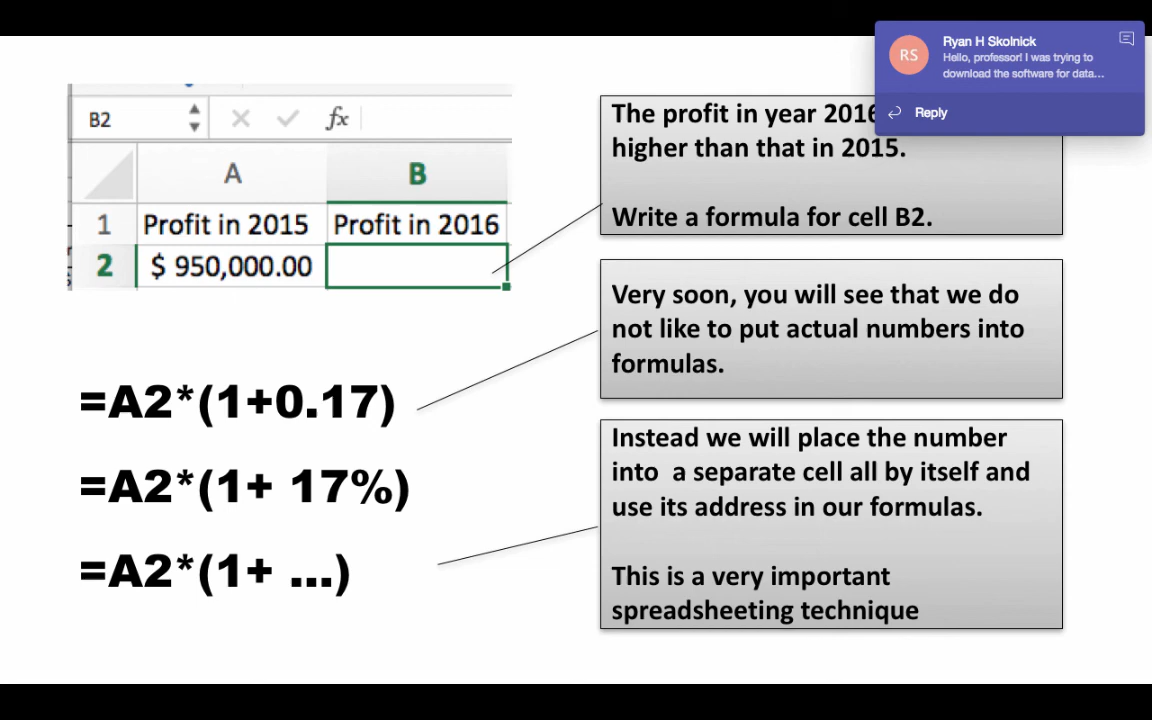 RS
Ryan H Skolnick
Hello, professor! I was trying to
download the software for data...
Reply
B2
fx
A
B
1
Profit in 2015
Profit in 2016
2
$ 950,000.00
The profit in year 2016
higher than that in 2015.
Write a formula for cell B2.
Very soon, you will see that we do
not like to put actual numbers into
formulas.
=A2*(1+0.17)
=A2*(1+ 17%)
=A2*(1+ ...)
Instead we will place the number
into a separate cell all by itself and
use its address in our formulas.
This is a very important
spreadsheeting technique